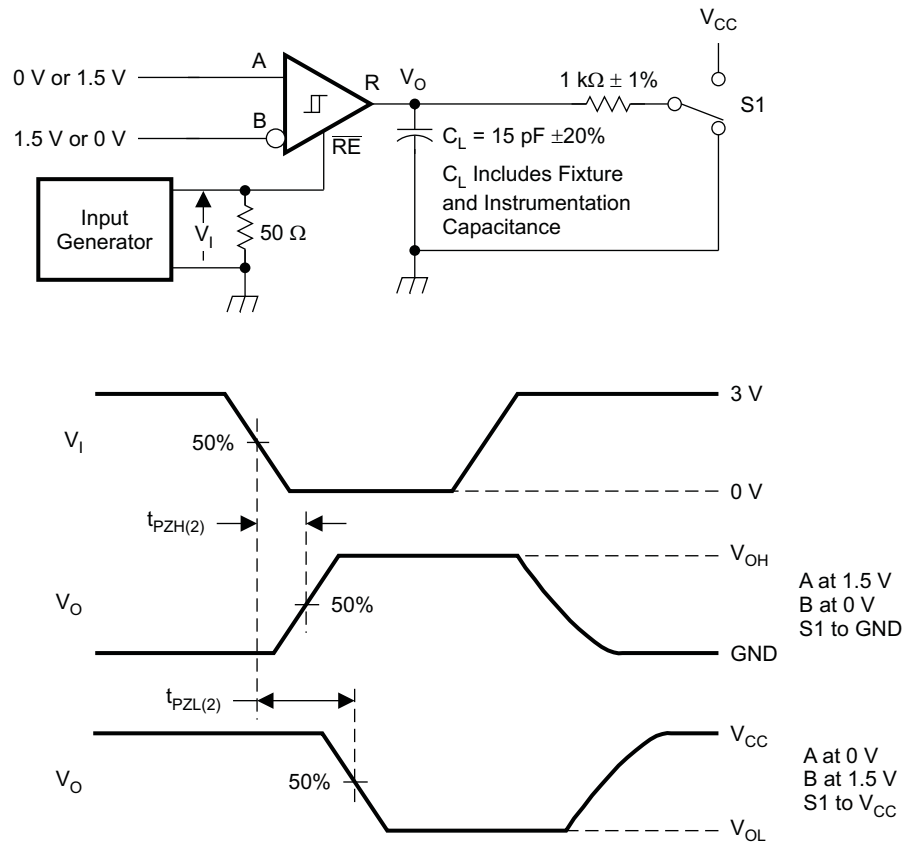 V_CC
0 V or 1.5 V
A
R
V_O
1 kΩ ± 1%
S1
1.5 V or 0 V
B
R̅E̅
C_L = 15 pF ±20%
C_L Includes Fixture
and Instrumentation
Capacitance
Input
Generator
V_I
50 Ω
V_I
50%
3 V
0 V
t_PZH(2)
V_O
50%
V_OH
GND
A at 1.5 V
B at 0 V
S1 to GND
t_PZL(2)
V_O
50%
V_CC
V_OL
A at 0 V
B at 1.5 V
S1 to V_CC